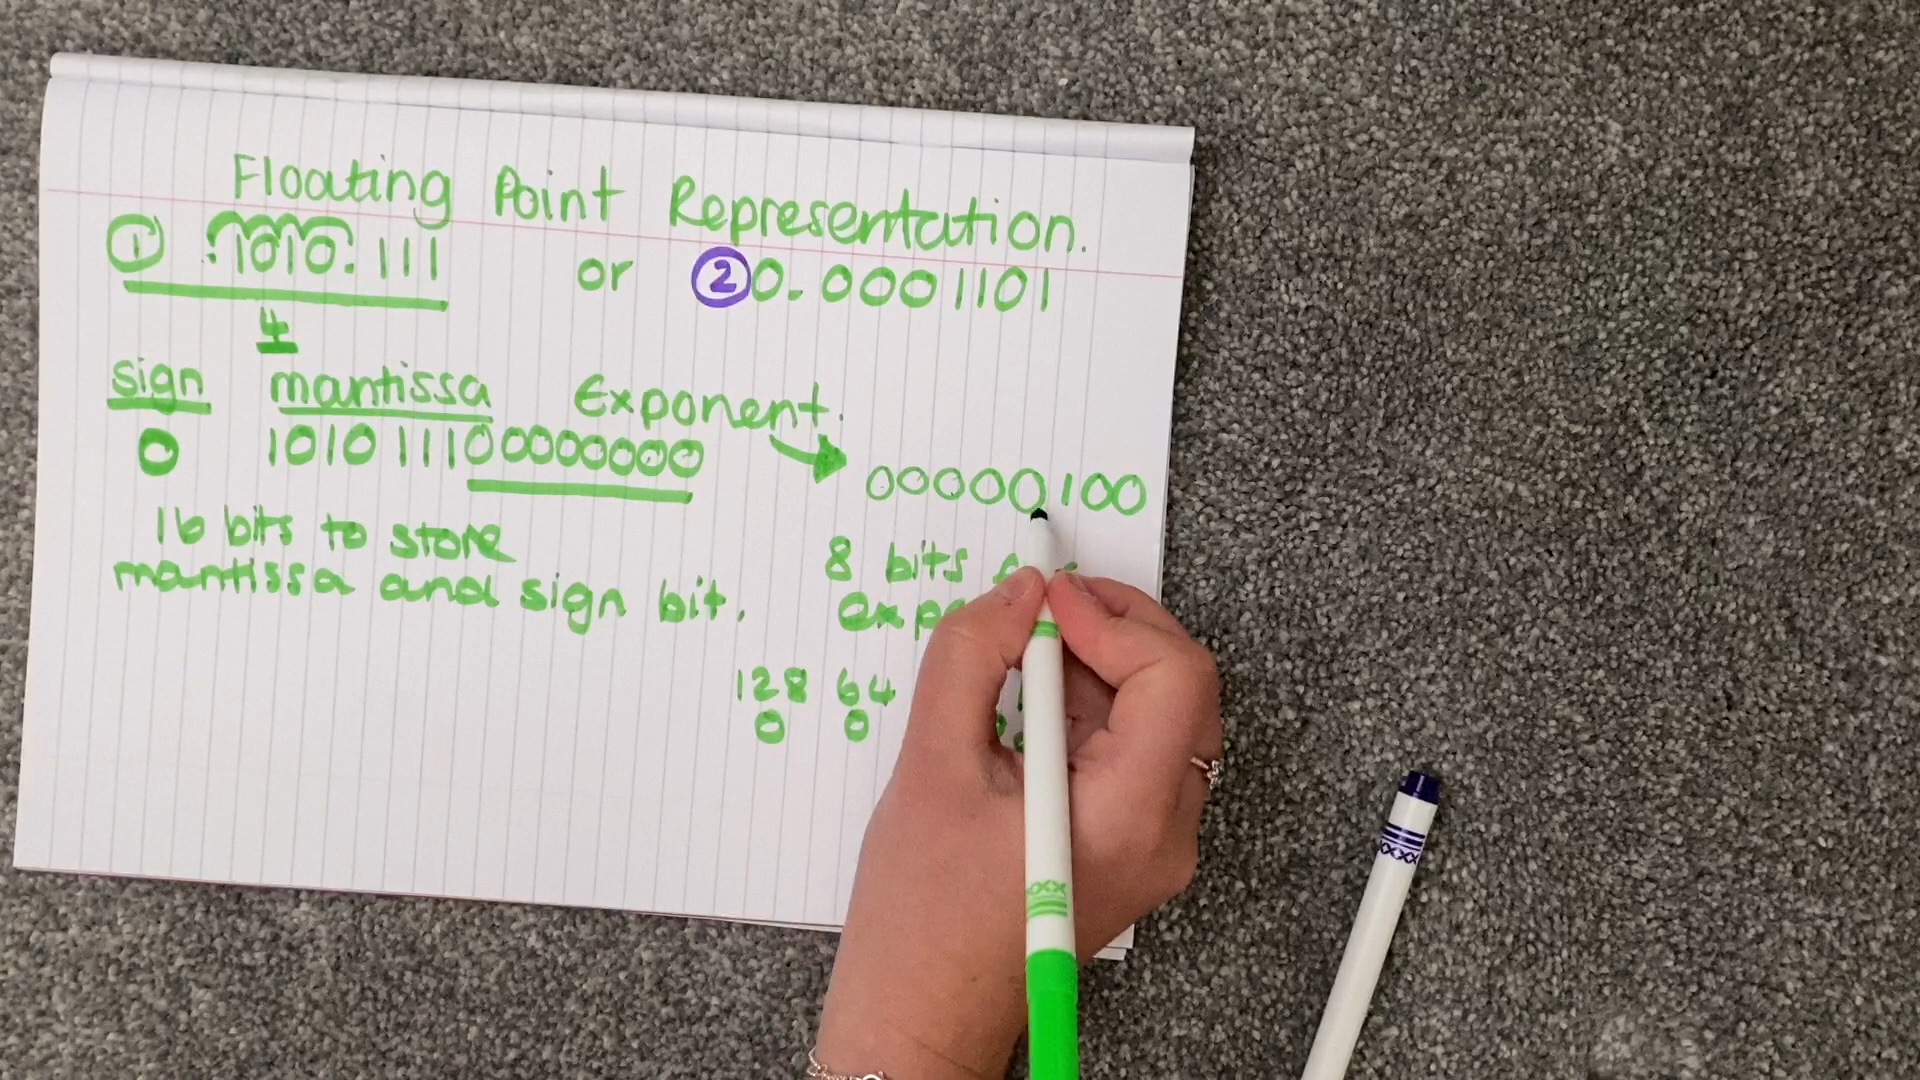 Floating Point Representation.
1 .1010.111 or 2 0.0001101
4
sign mantissa Exponent.
0 101011100000000 00000100
16 bits to store
mantissa and sign bit.
8 bits
128 64
0 0